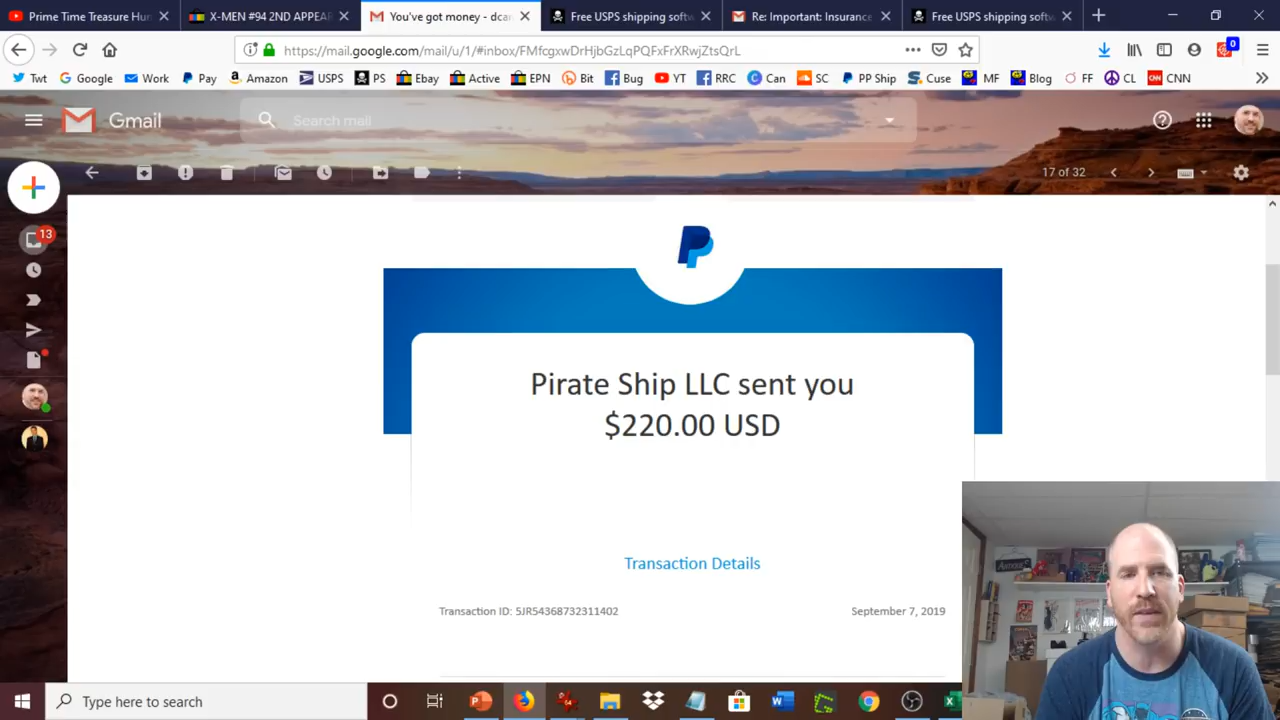 Prime Time Treasure Hun
X-MEN #94 2ND APPEAR
You've got money - dcan
Free USPS shipping softw
Re: Important: Insurance
Free USPS shipping softw
https://mail.google.com/mail/u/1/#inbox/FMfcgxwDrHjbGzLqPQFxFrXRwjZtsQrL
0
Twt Google Work Pay Amazon USPS PS Ebay Active EPN Bit Bug YT RRC Can SC PP Ship Cuse MF Blog FF CL CNN
Gmail
Search mail
17 of 32
13
Pirate Ship LLC sent you
$220.00 USD
Transaction Details
Transaction ID: 5JR54368732311402
September 7, 2019
Type here to search